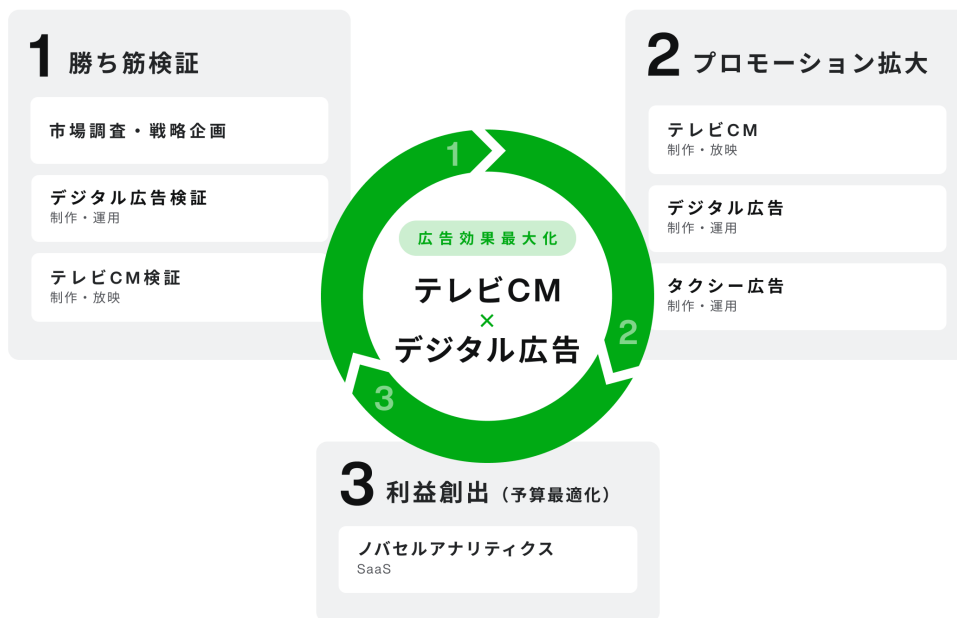 1 勝ち筋検証
市場調査・戦略企画
デジタル広告検証
制作・運用
テレビCM検証
制作・放映
2 プロモーション拡大
テレビCM
制作・放映
デジタル広告
制作・運用
タクシー広告
制作・運用
1
広告効果最大化
テレビCM
×
デジタル広告
2
3
3 利益創出（予算最適化）
ノバセルアナリティクス
SaaS